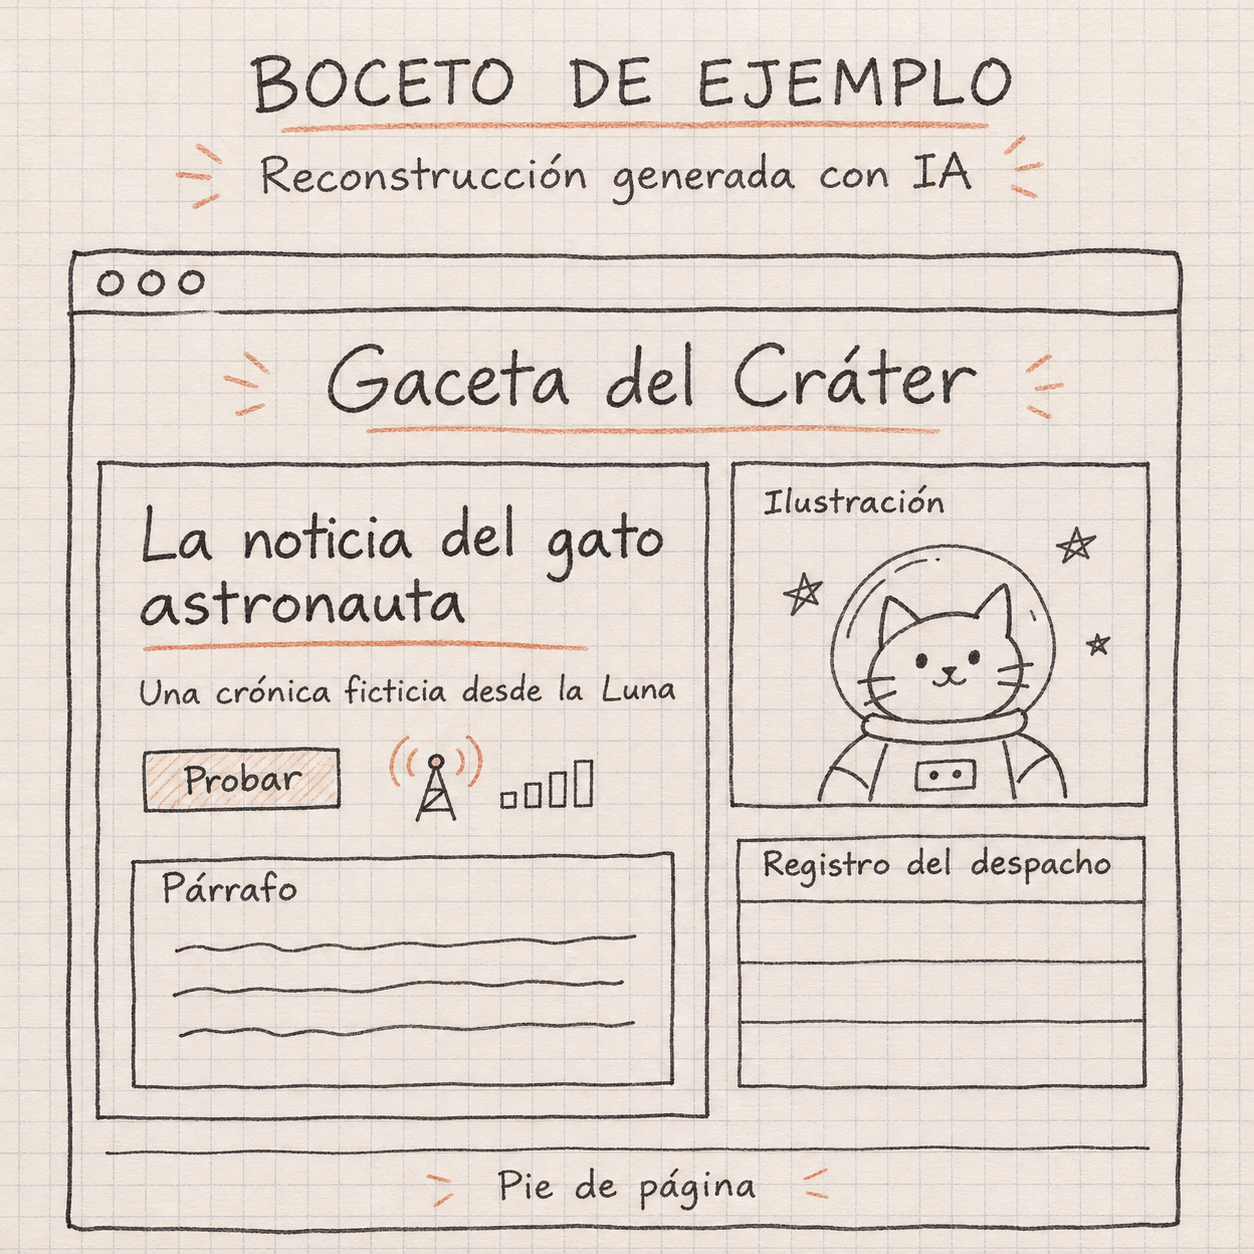 BOCETO DE EJEMPLO
Reconstrucción generada con IA
Gaceta del Cráter
La noticia del gato
astronauta
Una crónica ficticia desde la Luna
Probar
Párrafo
Ilustración
Registro del despacho
Pie de página